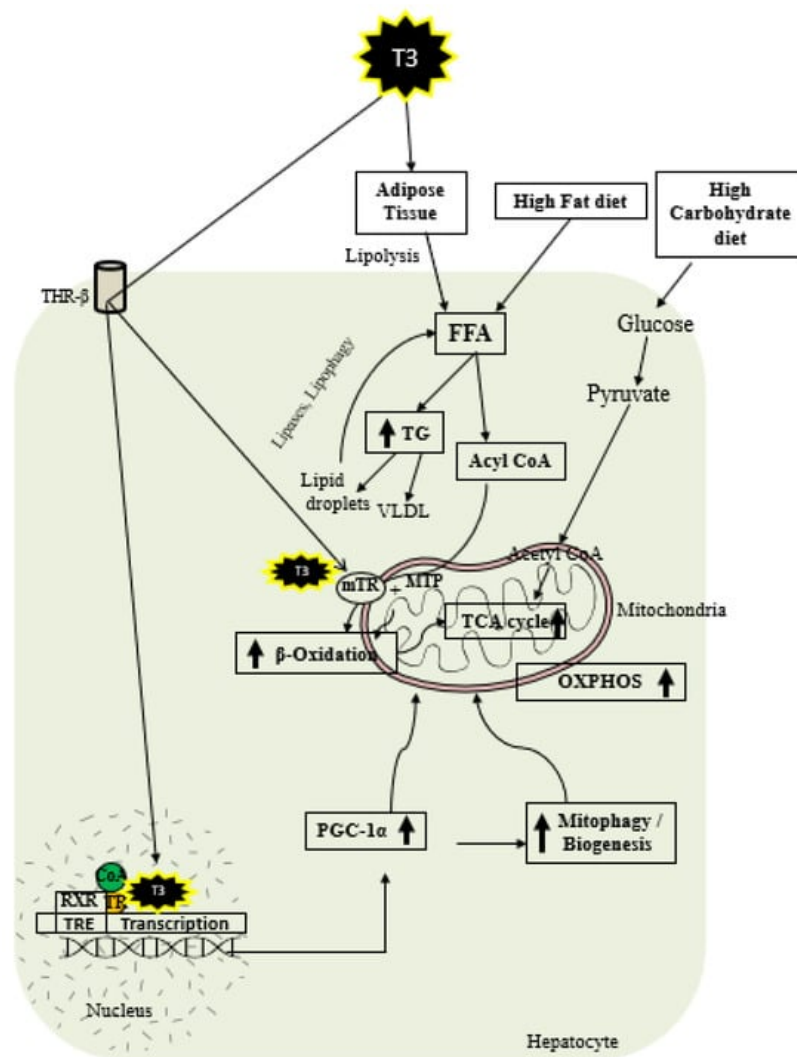 T3
Adipose
Tissue
High Fat diet
High
Carbohydrate
diet
Lipolysis
THR-β
FFA
Glucose
Lipases, Lipophagy
Pyruvate
TG
Acyl CoA
Lipid
droplets
VLDL
Acetyl CoA
T3
mTR
+
MTP
TCA cycle
Mitochondria
β-Oxidation
OXPHOS
PGC-1α
Mitophagy /
Biogenesis
CoA
T3
RXR
TR
TRE
Transcription
Nucleus
Hepatocyte